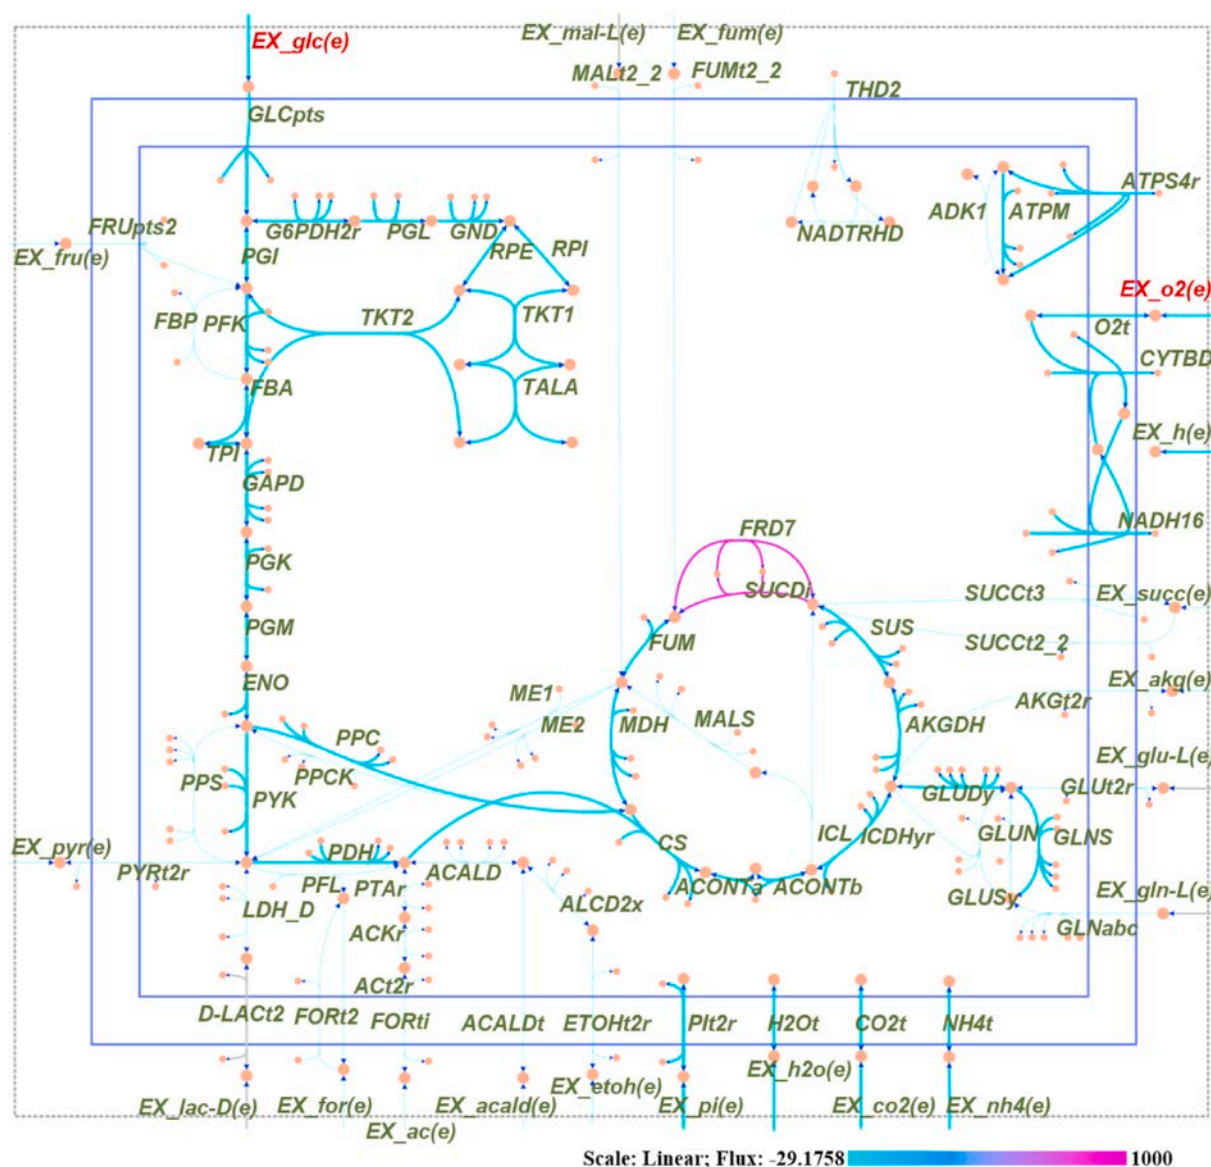 EX_glc(e)
EX_mal-L(e)
EX_fum(e)
MALt2_2
FUMt2_2
THD2
GLCpts
ATPS4r
ADK1
ATPM
FRUpts2
G6PDH2r
PGL
GND
NADTRHD
EX_fru(e)
PGI
RPE
RPI
EX_o2(e)
FBP
PFK
TKT2
TKT1
O2t
CYTBD
FBA
TALA
EX_h(e)
TPI
GAPD
NADH16
FRD7
PGK
SUCDi
SUCCt3
EX_succ(e)
PGM
FUM
SUS
SUCCt2_2
ENO
ME1
EX_akg(e)
ME2
MDH
MALS
AKGDH
AKGt2r
PPC
EX_glu-L(e)
PPS
PPCK
PYK
GLUDy
GLUt2r
EX_pyr(e)
PYRt2r
PDH
CS
ICL
ICDHyr
GLUN
GLNS
PFL
PTAr
ACALD
ACONTa
ACONTb
EX_gln-L(e)
LDH_D
ALCD2x
GLUSy
GLNabc
ACKr
ACt2r
D-LACt2
FORt2
FORti
ACALDt
ETOHt2r
PIt2r
H2Ot
CO2t
NH4t
EX_h2o(e)
EX_etoh(e)
EX_lac-D(e)
EX_for(e)
EX_acald(e)
EX_pi(e)
EX_co2(e)
EX_nh4(e)
EX_ac(e)
Scale: Linear; Flux: -29.1758 1000